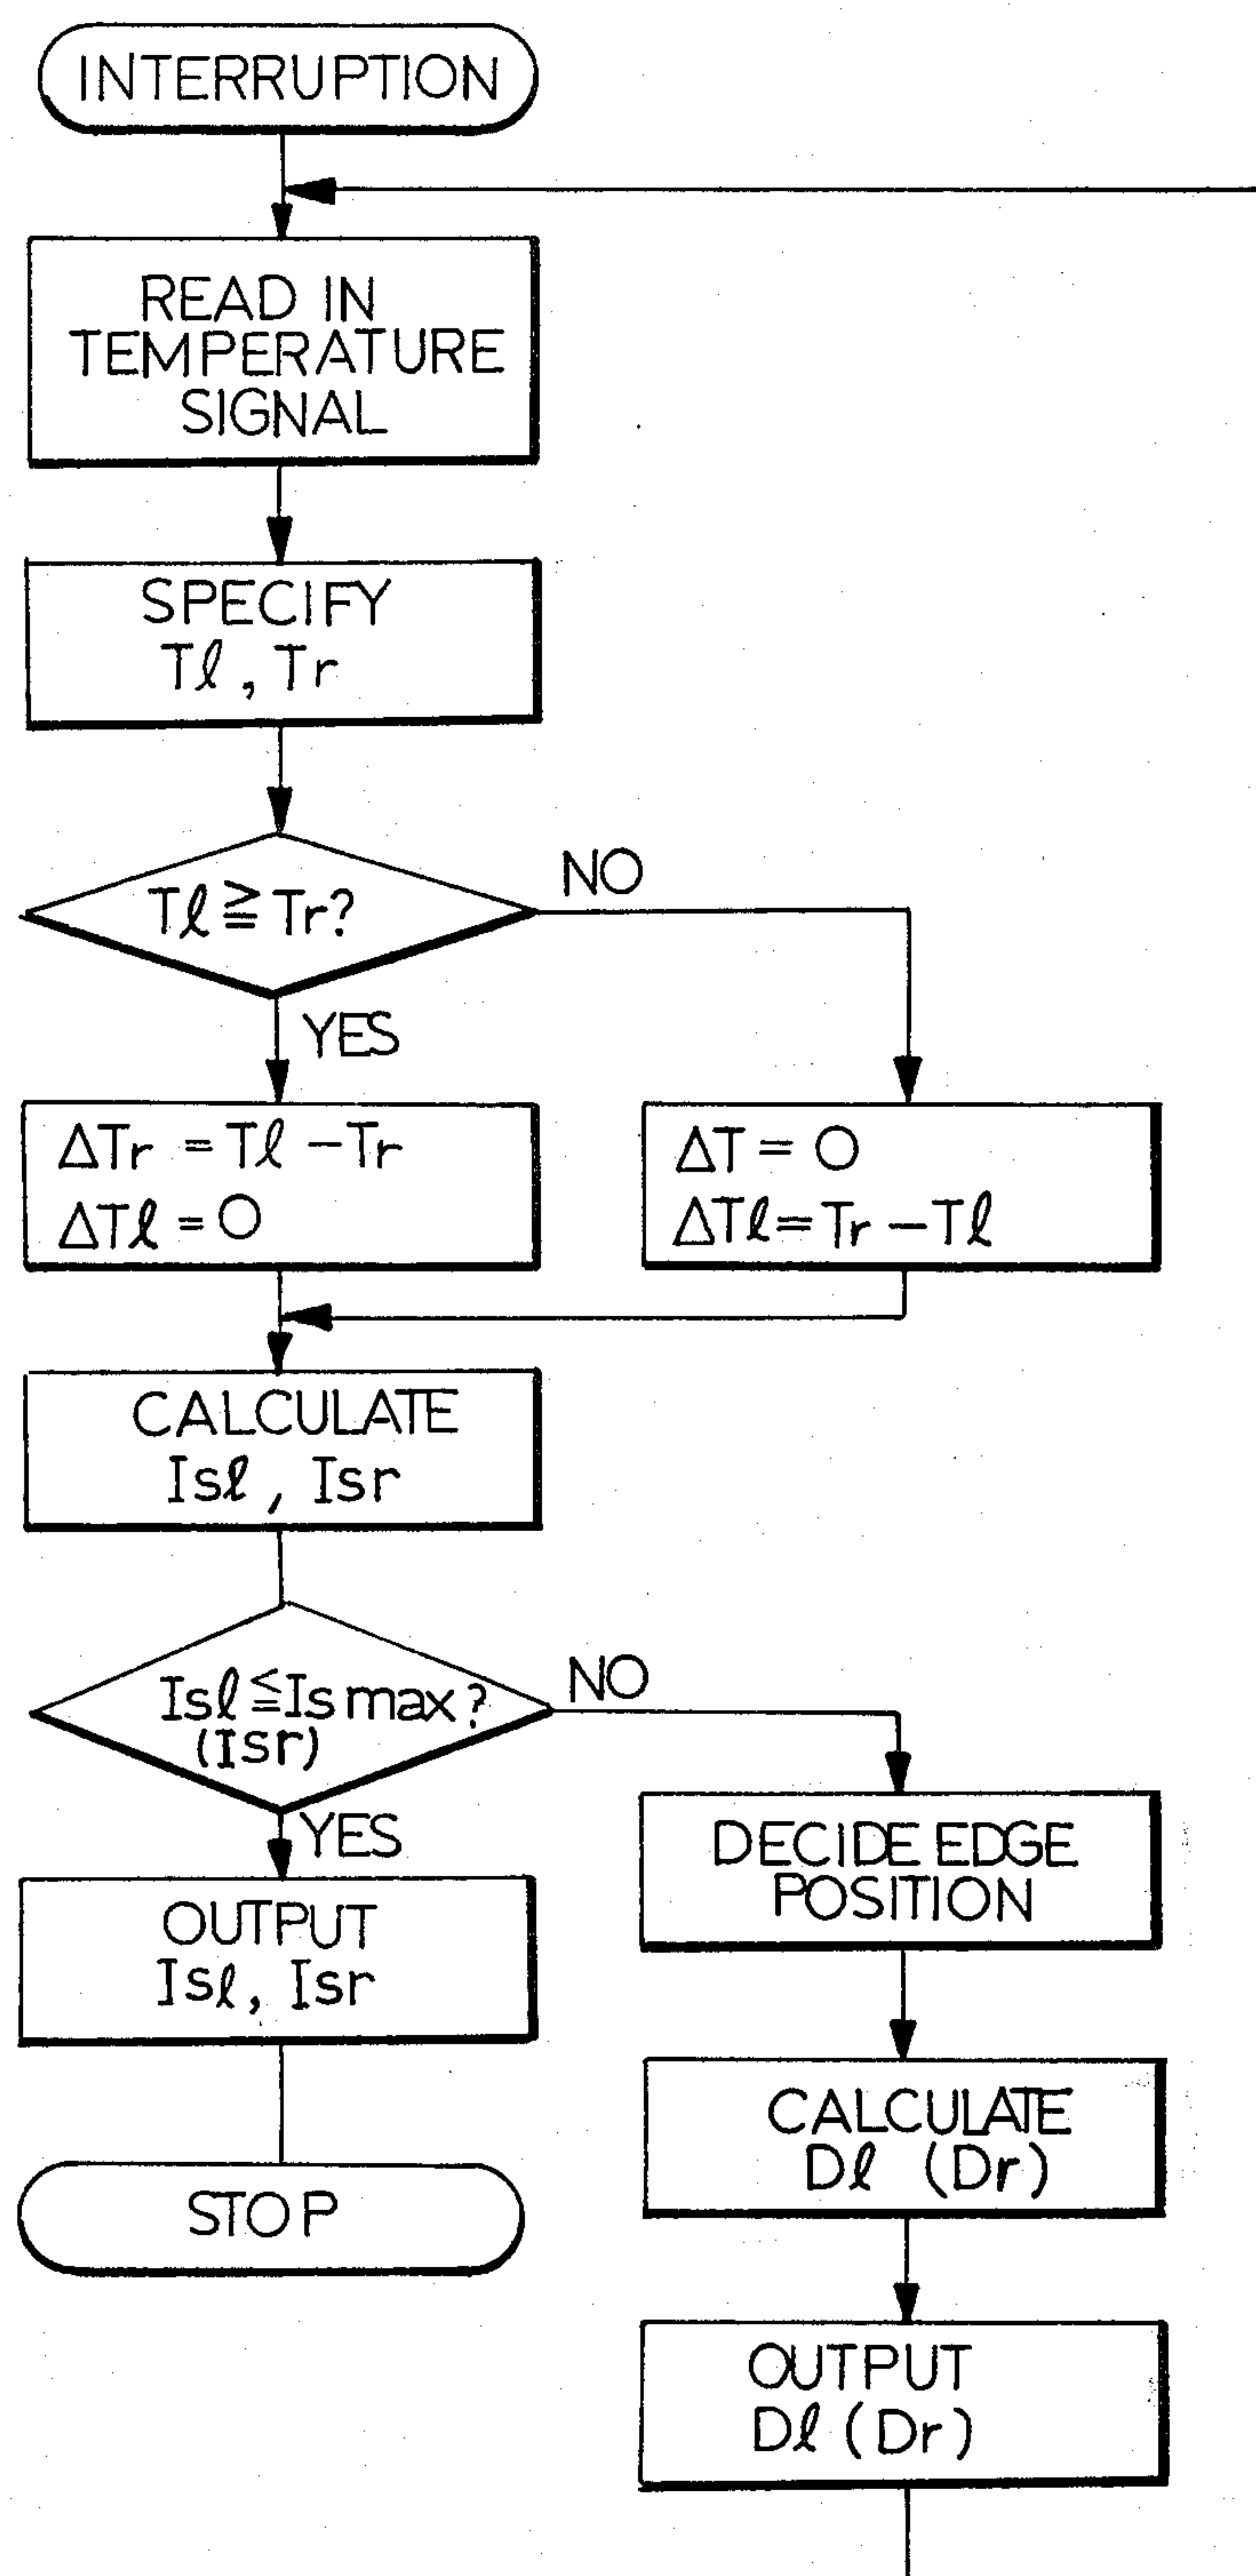 INTERRUPTION
READ IN
TEMPERATURE
SIGNAL
SPECIFY
Tℓ, Tr
Tℓ ≧ Tr?
NO
YES
ΔTr = Tℓ - Tr
ΔTℓ = 0
ΔT = 0
ΔTℓ = Tr - Tℓ
CALCULATE
Isℓ, Isr
Isℓ ≦ Is max?
(Isr)
NO
YES
DECIDE EDGE
POSITION
OUTPUT
Isℓ, Isr
CALCULATE
Dℓ (Dr)
STOP
OUTPUT
Dℓ (Dr)